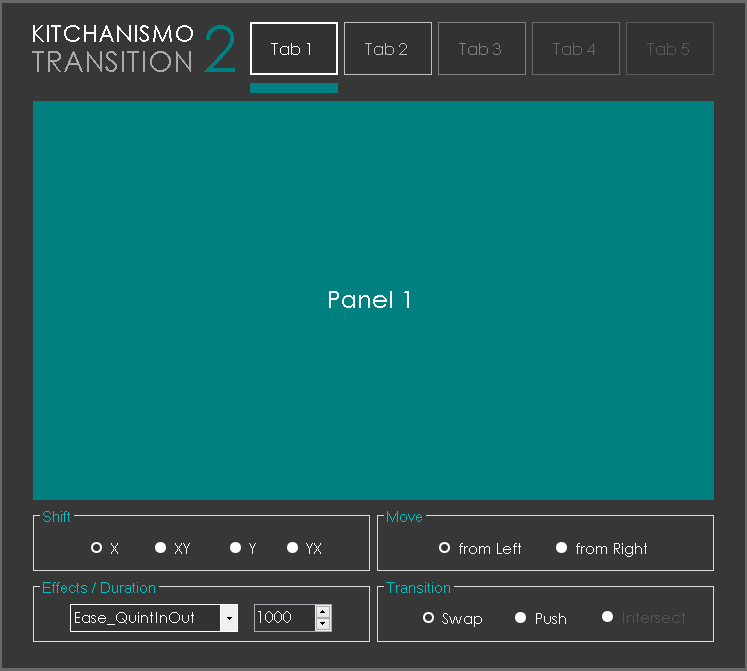 KITCHANISMO
TRANSITION 2
Tab 1
Tab 2
Tab 3
Tab 4
Tab 5
Panel 1
Shift
X
XY
Y
YX
Move
from Left
from Right
Effects / Duration
Ease_QuintInOut
1000
Transition
Swap
Push
Intersect